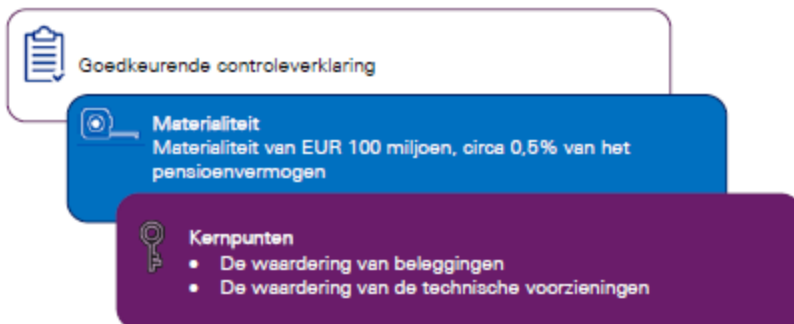 Goedkeurende controleverklaring
Materialiteit
Materialiteit van EUR 100 miljoen, circa 0,5% van het
pensioenvermogen
Kernpunten
• De waardering van beleggingen
• De waardering van de technische voorzieningen